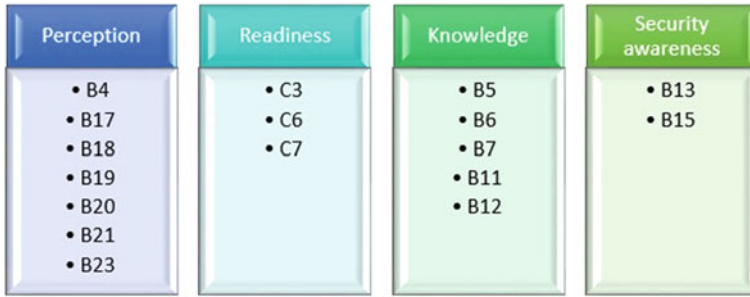 Perception
• B4
• B17
• B18
• B19
• B20
• B21
• B23
Readiness
• C3
• C6
• C7
Knowledge
• B5
• B6
• B7
• B11
• B12
Security
awareness
• B13
• B15